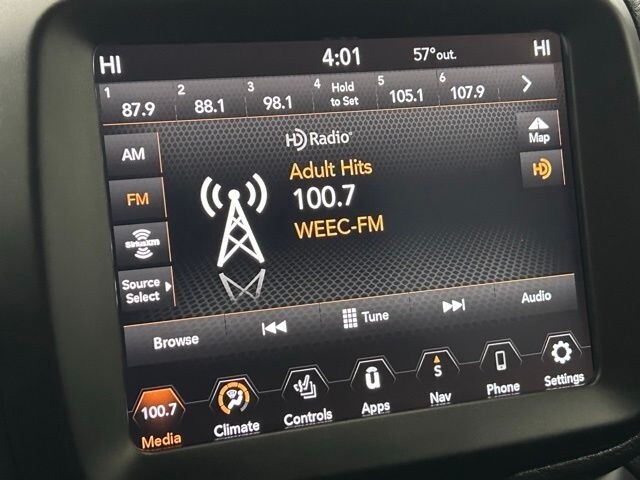 HI 4:01 57°out. HI
1 87.9 2 88.1 3 98.1 4 Hold to Set 5 105.1 6 107.9
HD Radio
Map
AM
Adult Hits
HD
FM
100.7
WEEC-FM
SiriusXM
Source
Select
Browse Tune Audio
100.7 S
Media Climate Controls Apps Nav Phone Settings